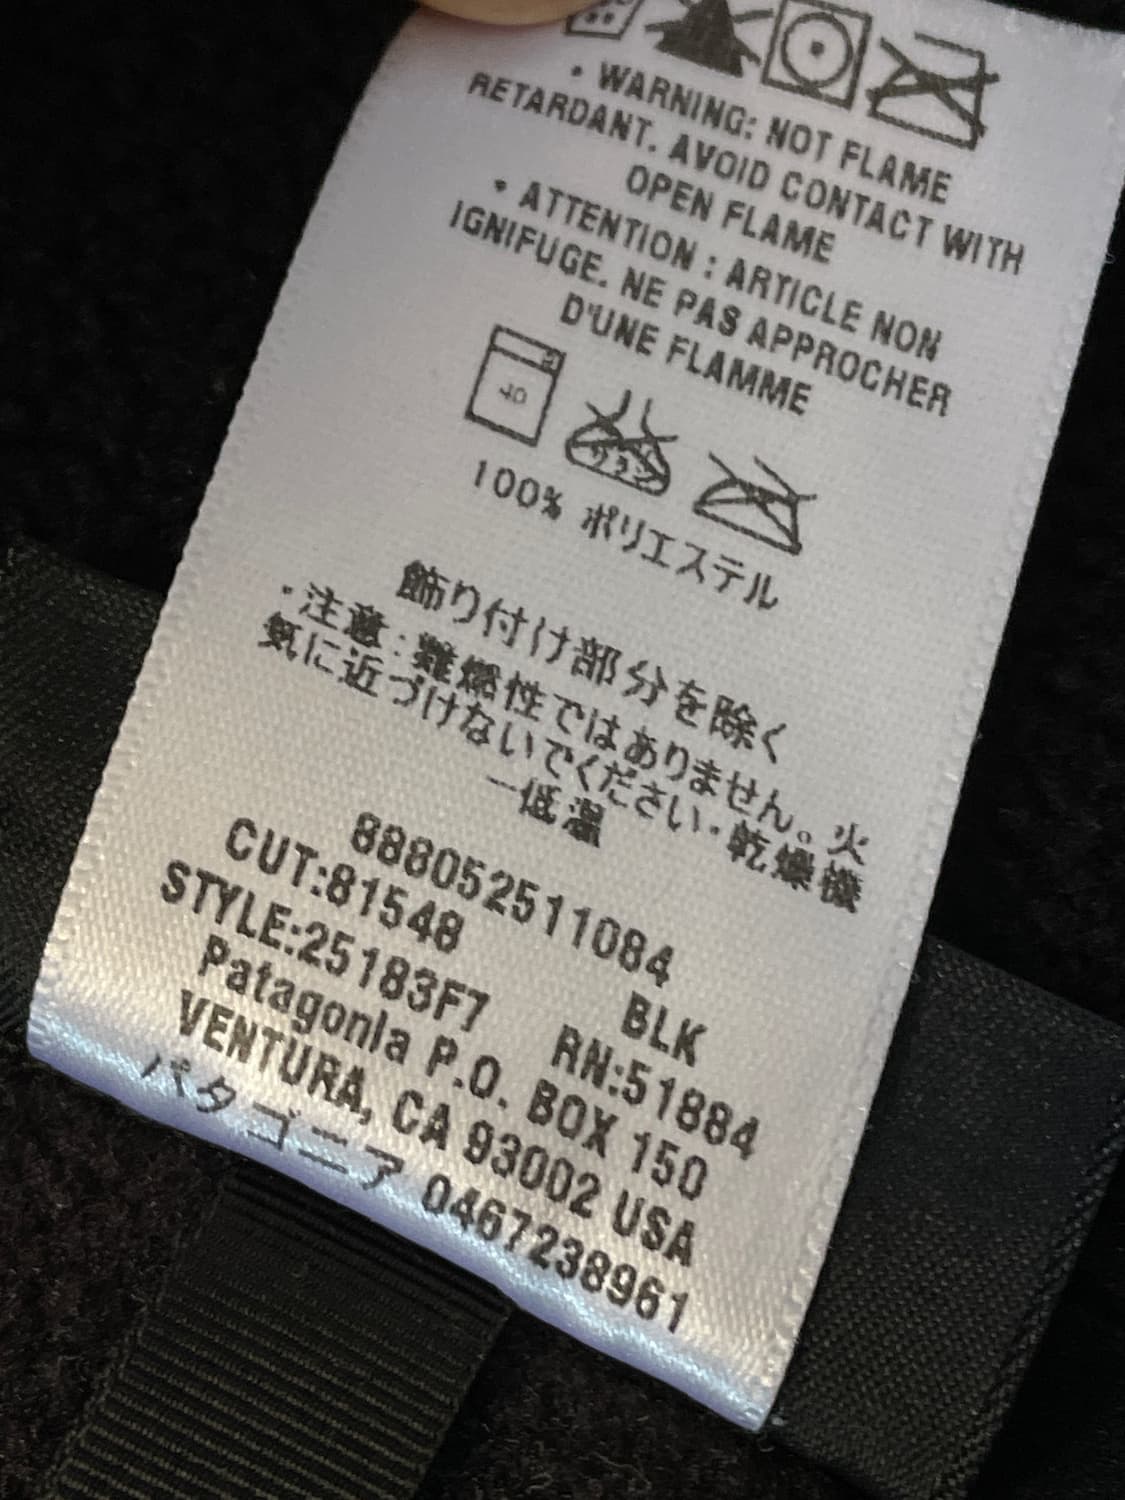 • WARNING: NOT FLAME
RETARDANT. AVOID CONTACT WITH
OPEN FLAME
• ATTENTION : ARTICLE NON
IGNIFUGE. NE PAS APPROCHER
D'UNE FLAMME
40
100% ポリエステル
飾り付け部分を除く
・注意:難燃性ではありません。火
気に近づけないでください・乾燥機
ー低温
888052511084
CUT:81548 BLK
STYLE:25183F7 RN:51884
Patagonia P.O. BOX 150
VENTURA, CA 93002 USA
パタゴニア 0467238961